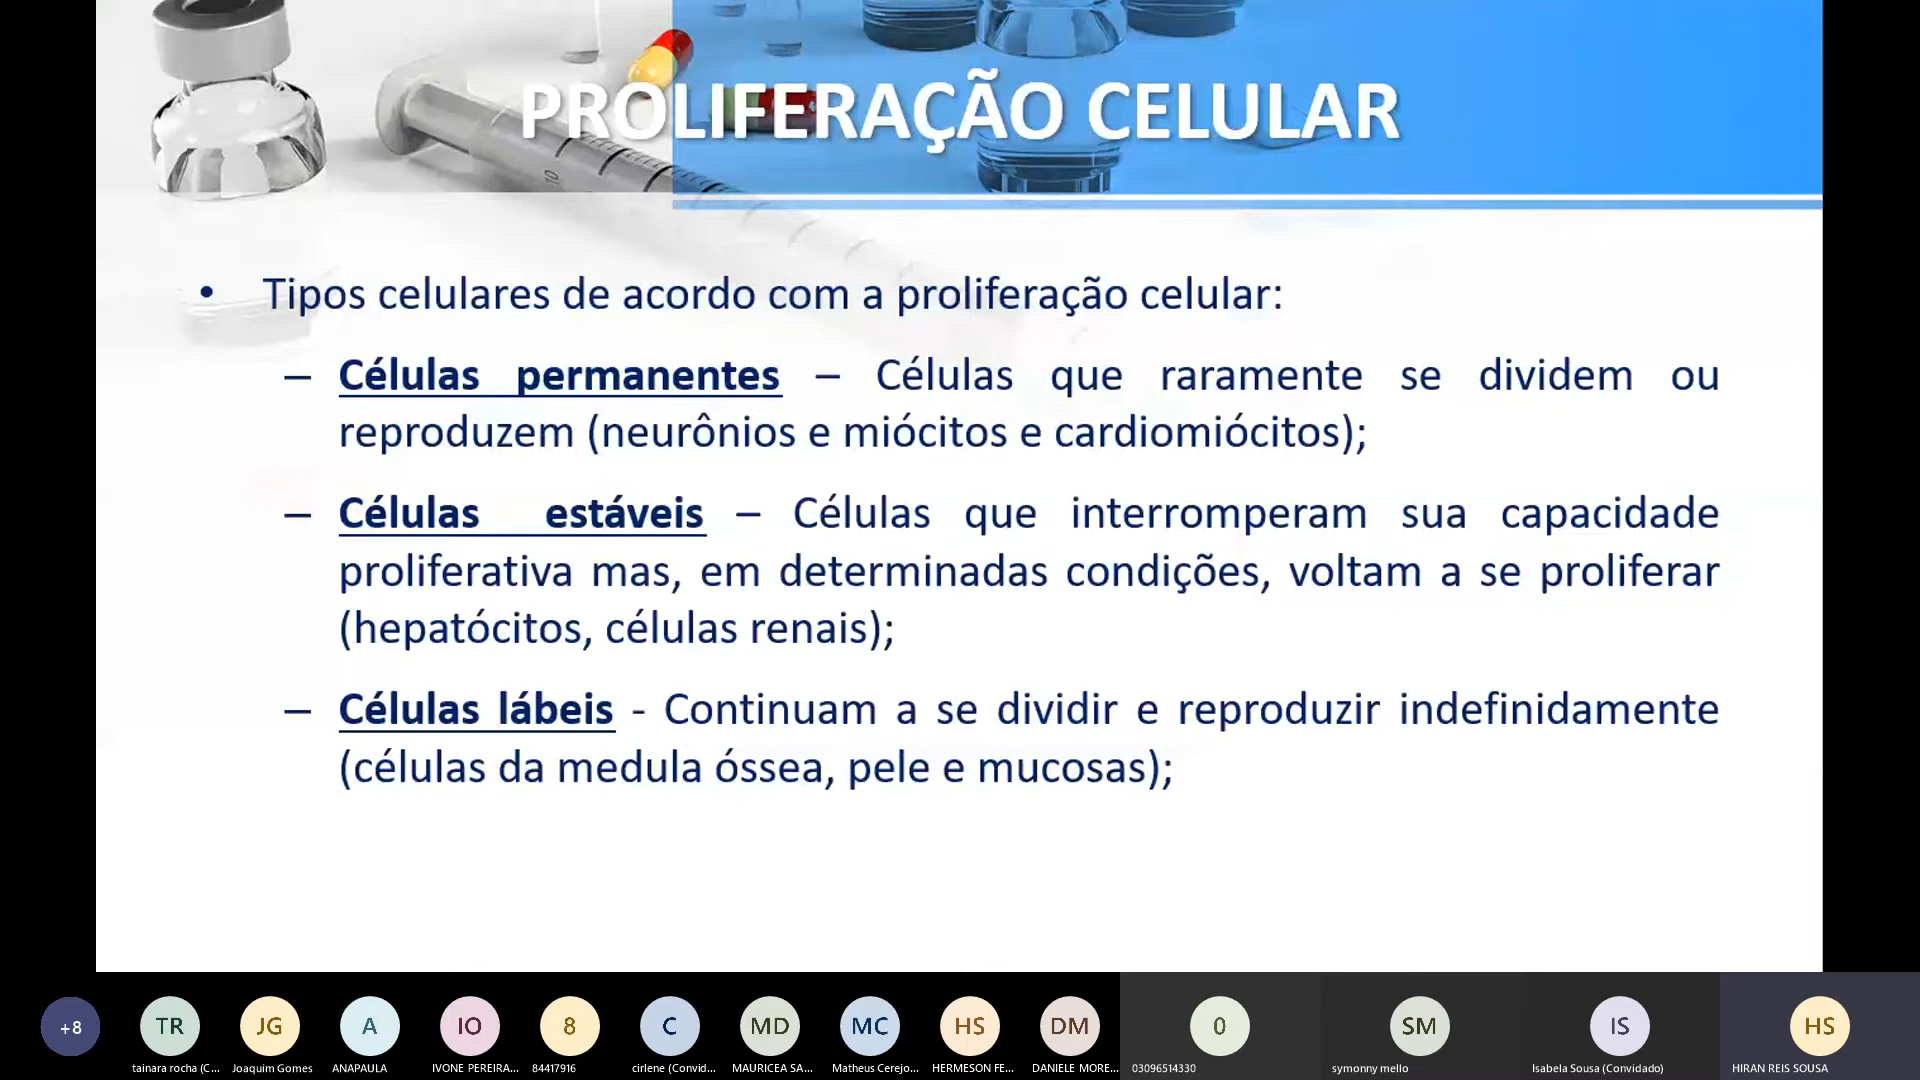 PROLIFERAÇÃO CELULAR
• Tipos celulares de acordo com a proliferação celular:
– Células permanentes – Células que raramente se dividem ou
reproduzem (neurônios e miócitos e cardiomiócitos);
– Células estáveis – Células que interromperam sua capacidade
proliferativa mas, em determinadas condições, voltam a se proliferar
(hepatócitos, células renais);
– Células lábeis - Continuam a se dividir e reproduzir indefinidamente
(células da medula óssea, pele e mucosas);
10
+8 TR JG A IO 8 C MD MC HS DM 0 SM IS HS
tainara rocha (C... Joaquim Gomes ANAPAULA IVONE PEREIRA... 84417916 cirlene (Convid... MAURICEA SA... Matheus Cerejo... HERMESON FE... DANIELE MORE... 03096514330 symonny mello Isabela Sousa (Convidado) HIRAN REIS SOUSA